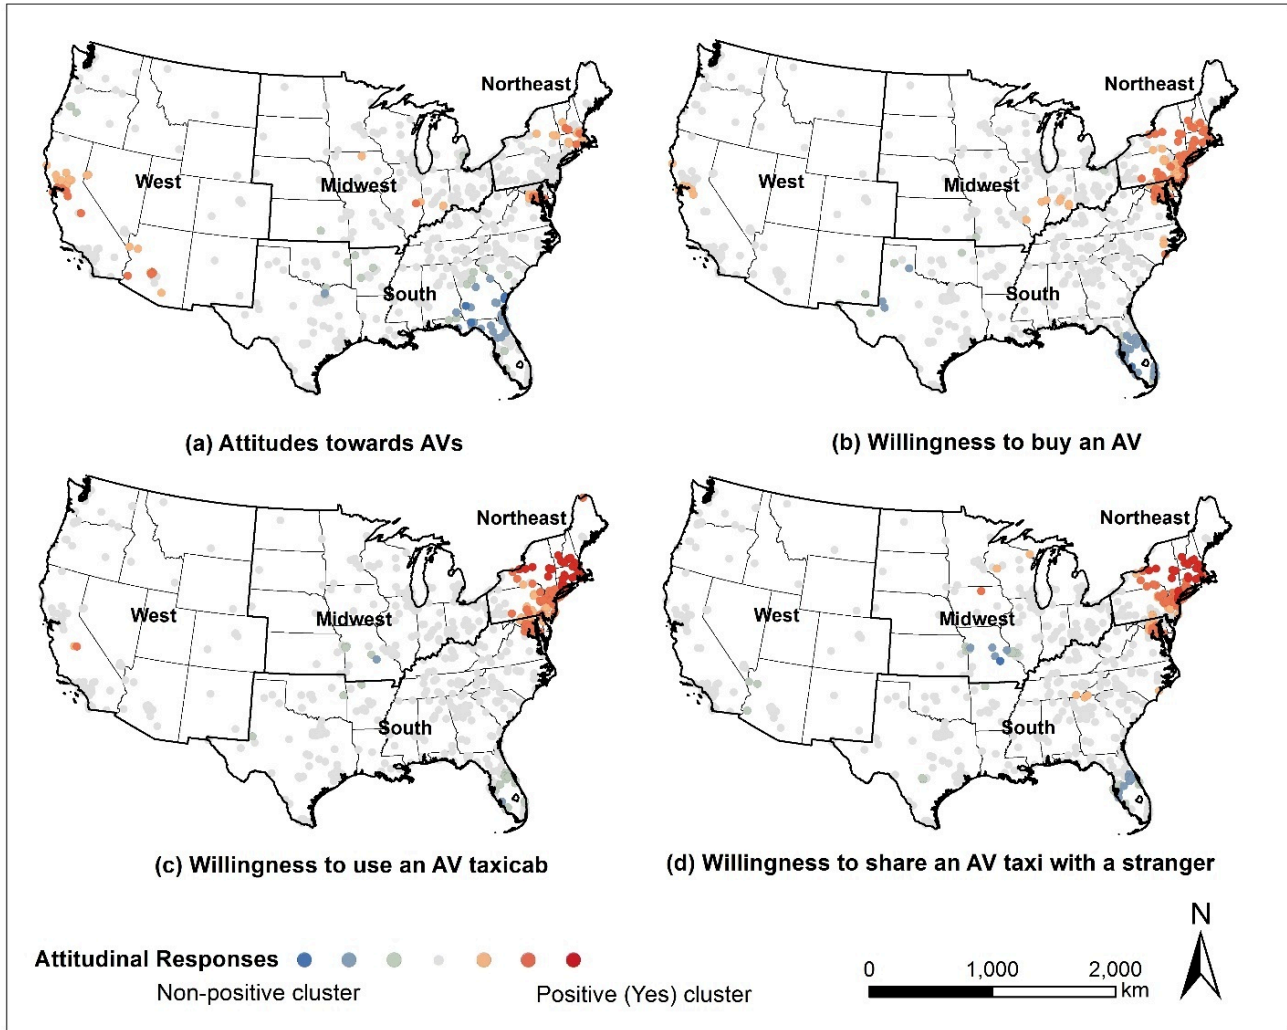 Northeast
West
Midwest
South
(a) Attitudes towards AVs
Northeast
West
Midwest
South
(b) Willingness to buy an AV
Northeast
West
Midwest
South
(c) Willingness to use an AV taxicab
Northeast
West
Midwest
South
(d) Willingness to share an AV taxi with a stranger
Attitudinal Responses
Non-positive cluster
Positive (Yes) cluster
0 1,000 2,000
km
N